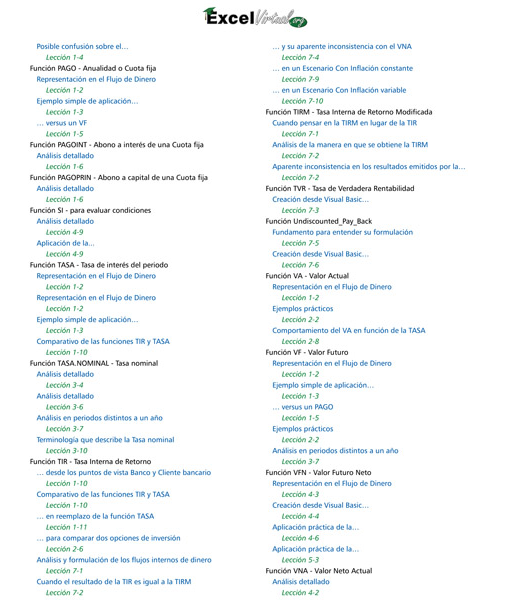 ExcelVirtual.org
Posible confusión sobre el...
Lección 1-4
Función PAGO - Anualidad o Cuota fija
Representación en el Flujo de Dinero
Lección 1-2
Ejemplo simple de aplicación...
Lección 1-3
... versus un VF
Lección 1-5
Función PAGOINT - Abono a interés de una Cuota fija
Análisis detallado
Lección 1-6
Función PAGOPRIN - Abono a capital de una Cuota fija
Análisis detallado
Lección 1-6
Función SI - para evaluar condiciones
Análisis detallado
Lección 4-9
Aplicación de la...
Lección 4-9
Función TASA - Tasa de interés del periodo
Representación en el Flujo de Dinero
Lección 1-2
Representación en el Flujo de Dinero
Lección 1-2
Ejemplo simple de aplicación...
Lección 1-3
Comparativo de las funciones TIR y TASA
Lección 1-10
Función TASA.NOMINAL - Tasa nominal
Análisis detallado
Lección 3-4
Análisis detallado
Lección 3-6
Análisis en periodos distintos a un año
Lección 3-7
Terminología que describe la Tasa nominal
Lección 3-10
Función TIR - Tasa Interna de Retorno
... desde los puntos de vista Banco y Cliente bancario
Lección 1-10
Comparativo de las funciones TIR y TASA
Lección 1-10
... en reemplazo de la función TASA
Lección 1-11
... para comparar dos opciones de inversión
Lección 2-6
Análisis y formulación de los flujos internos de dinero
Lección 7-1
Cuando el resultado de la TIR es igual a la TIRM
Lección 7-2
... y su aparente inconsistencia con el VNA
Lección 7-4
... en un Escenario Con Inflación constante
Lección 7-9
... en un Escenario Con Inflación variable
Lección 7-10
Función TIRM - Tasa Interna de Retorno Modificada
Cuando pensar en la TIRM en lugar de la TIR
Lección 7-1
Análisis de la manera en que se obtiene la TIRM
Lección 7-2
Aparente inconsistencia en los resultados emitidos por la...
Lección 7-2
Función TVR - Tasa de Verdadera Rentabilidad
Creación desde Visual Basic...
Lección 7-3
Función Undiscounted_Pay_Back
Fundamento para entender su formulación
Lección 7-5
Creación desde Visual Basic...
Lección 7-6
Función VA - Valor Actual
Representación en el Flujo de Dinero
Lección 1-2
Ejemplos prácticos
Lección 2-2
Comportamiento del VA en función de la TASA
Lección 2-8
Función VF - Valor Futuro
Representación en el Flujo de Dinero
Lección 1-2
Ejemplo simple de aplicación...
Lección 1-3
... versus un PAGO
Lección 1-5
Ejemplos prácticos
Lección 2-2
Análisis en periodos distintos a un año
Lección 3-7
Función VFN - Valor Futuro Neto
Representación en el Flujo de Dinero
Lección 4-3
Creación desde Visual Basic...
Lección 4-4
Aplicación práctica de la...
Lección 4-6
Aplicación práctica de la...
Lección 5-3
Función VNA - Valor Neto Actual
Análisis detallado
Lección 4-2